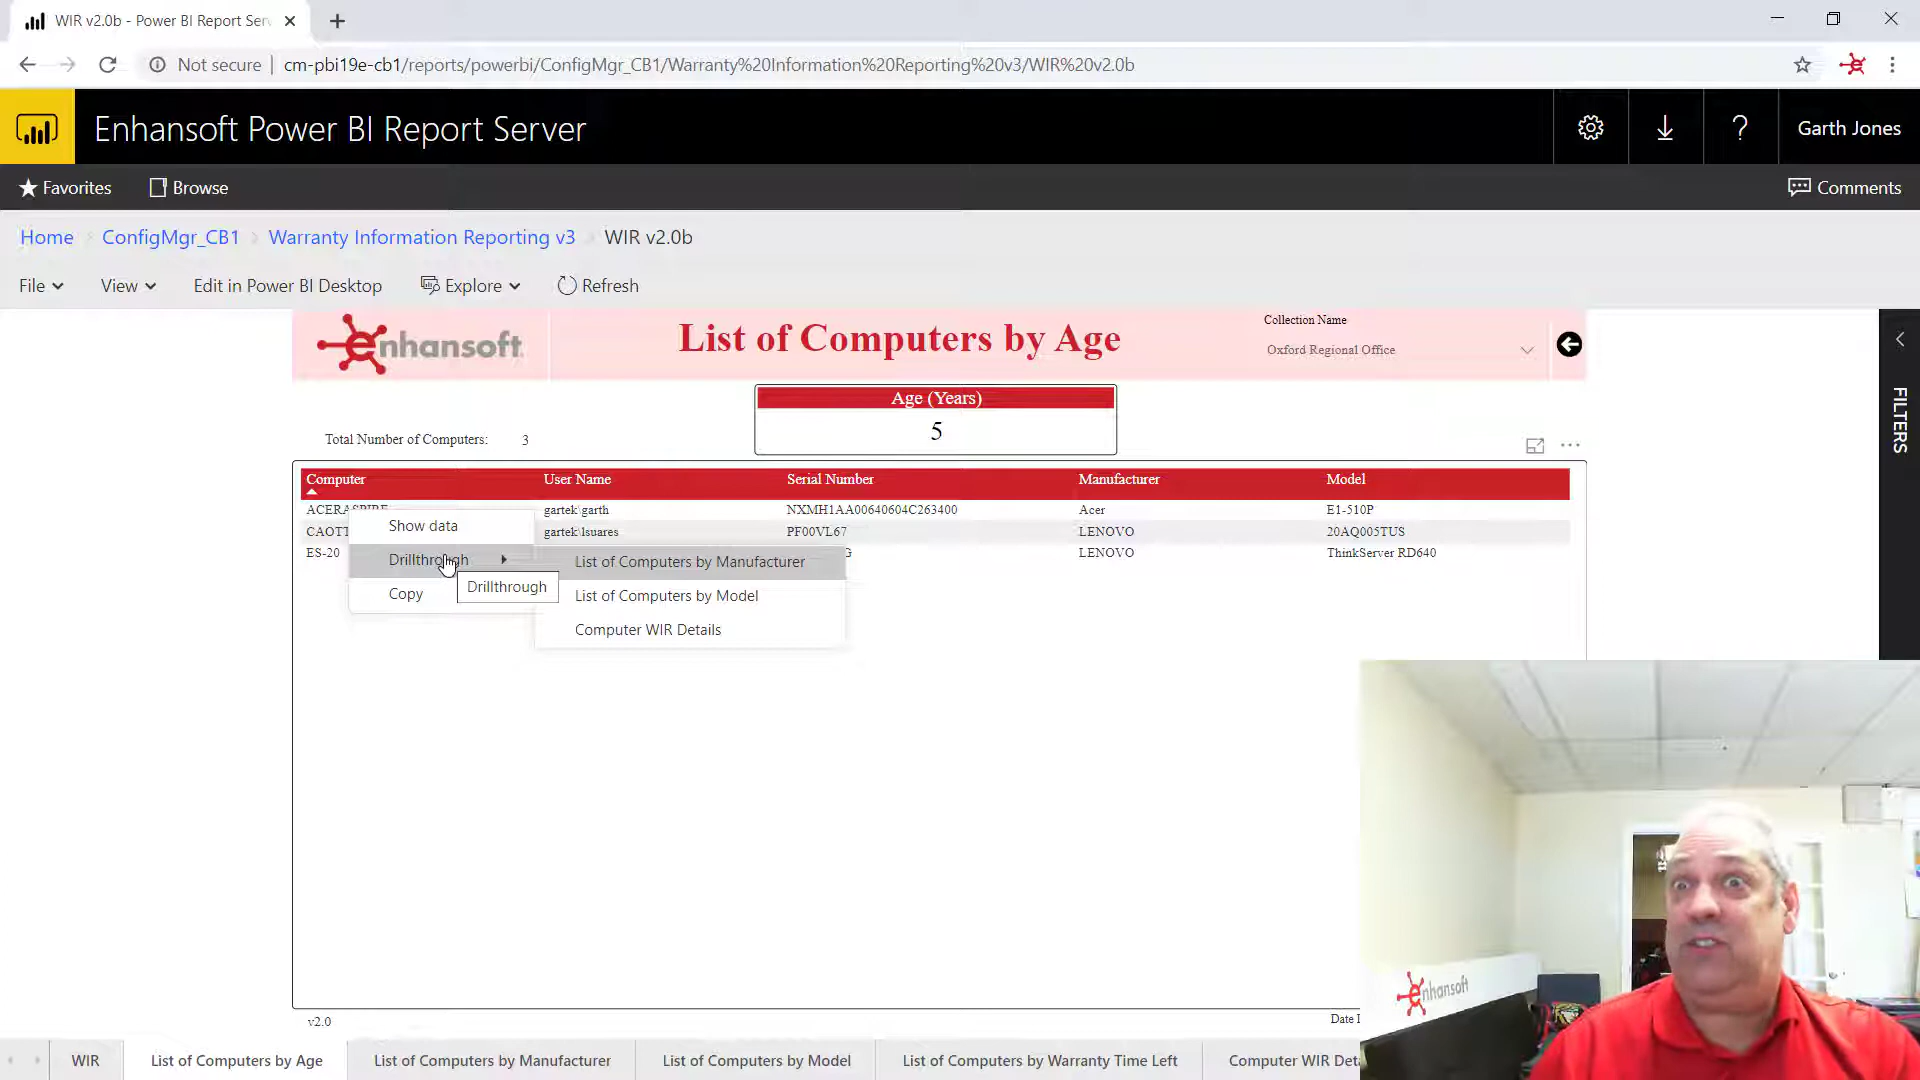 WIR v2.0b - Power BI Report Ser
Not secure | cm-pbi19e-cb1/reports/powerbi/ConfigMgr_CB1/Warranty%20Information%20Reporting%20v3/WIR%20v2.0b
Enhansoft Power BI Report Server
? Garth Jones
Favorites Browse Comments
Home > ConfigMgr_CB1 > Warranty Information Reporting v3 > WIR v2.0b
File View Edit in Power BI Desktop Explore Refresh
enhansoft
List of Computers by Age
Collection Name
Oxford Regional Office
Age (Years)
5
Total Number of Computers: 3
Computer User Name Serial Number Manufacturer Model
ACERASPIRE gartek\garth NXMH1AA00640604C263400 Acer E1-510P
CAOTT gartek\lsuares PF00VL67 LENOVO 20AQ005TUS
ES-20 G LENOVO ThinkServer RD640
Show data
Drillthrough
Copy
Drillthrough
List of Computers by Manufacturer
List of Computers by Model
Computer WIR Details
FILTERS
enhansoft
v2.0
Date
WIR List of Computers by Age List of Computers by Manufacturer List of Computers by Model List of Computers by Warranty Time Left Computer WIR Deta